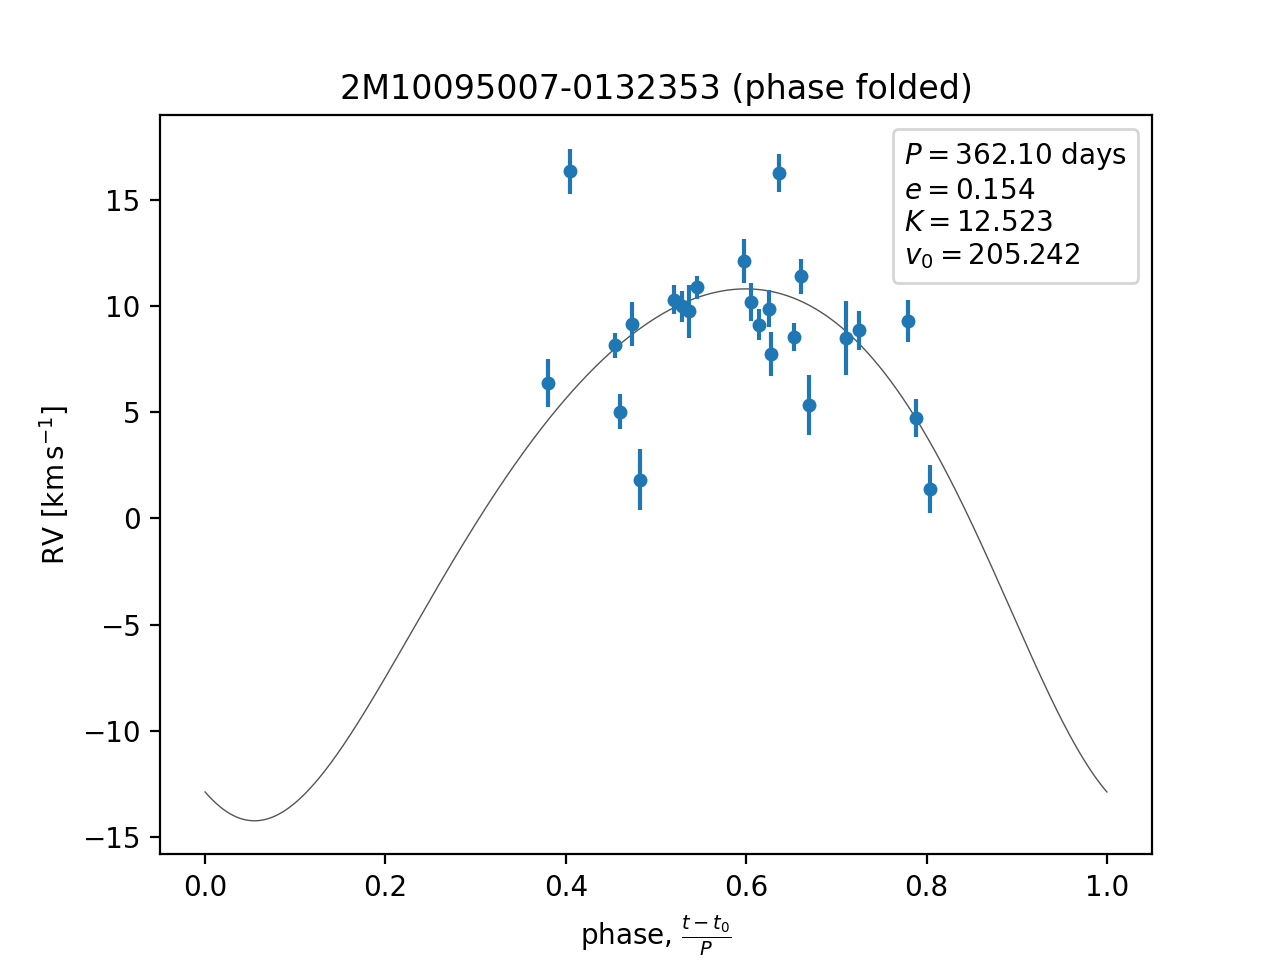 2M10095007-0132353 (phase folded)
P = 362.10 days
e = 0.154
K = 12.523
v₀ = 205.242
RV [km s⁻¹]
15
10
5
0
−5
−10
−15
0.0 0.2 0.4 0.6 0.8 1.0
phase, (t − t₀)/P